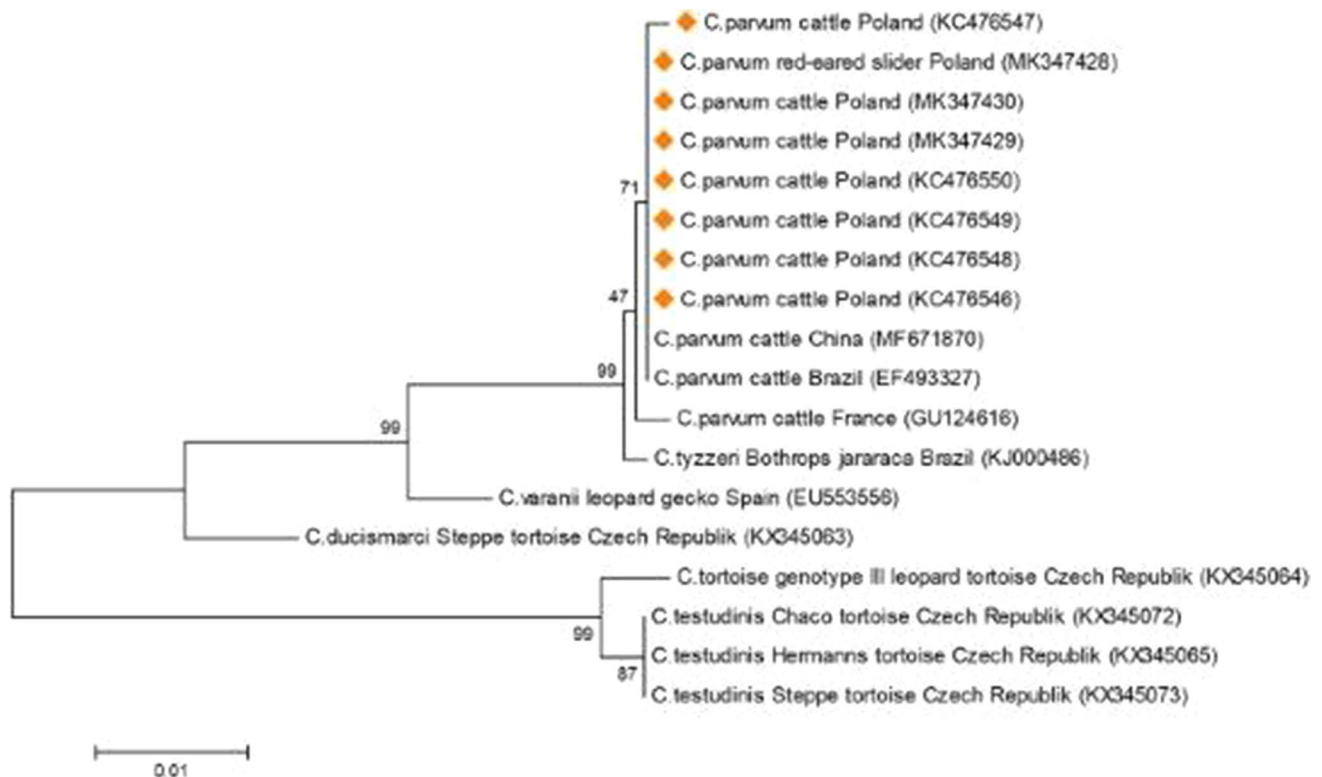 C.parvum cattle Poland (KC476547)
C.parvum red-eared slider Poland (MK347428)
C.parvum cattle Poland (MK347430)
C.parvum cattle Poland (MK347429)
71
C.parvum cattle Poland (KC476550)
C.parvum cattle Poland (KC476549)
C.parvum cattle Poland (KC476548)
47
C.parvum cattle Poland (KC476546)
C.parvum cattle China (MF671870)
99
C.parvum cattle Brazil (EF493327)
99
C.parvum cattle France (GU124616)
C.tyzzeri Bothrops jararaca Brazil (KJ000486)
C.varanii leopard gecko Spain (EU553556)
C.ducismarci Steppe tortoise Czech Republik (KX345063)
C.tortoise genotype III leopard tortoise Czech Republik (KX345064)
C.testudinis Chaco tortoise Czech Republik (KX345072)
99
C.testudinis Hermanns tortoise Czech Republik (KX345065)
87
C.testudinis Steppe tortoise Czech Republik (KX345073)
0.01